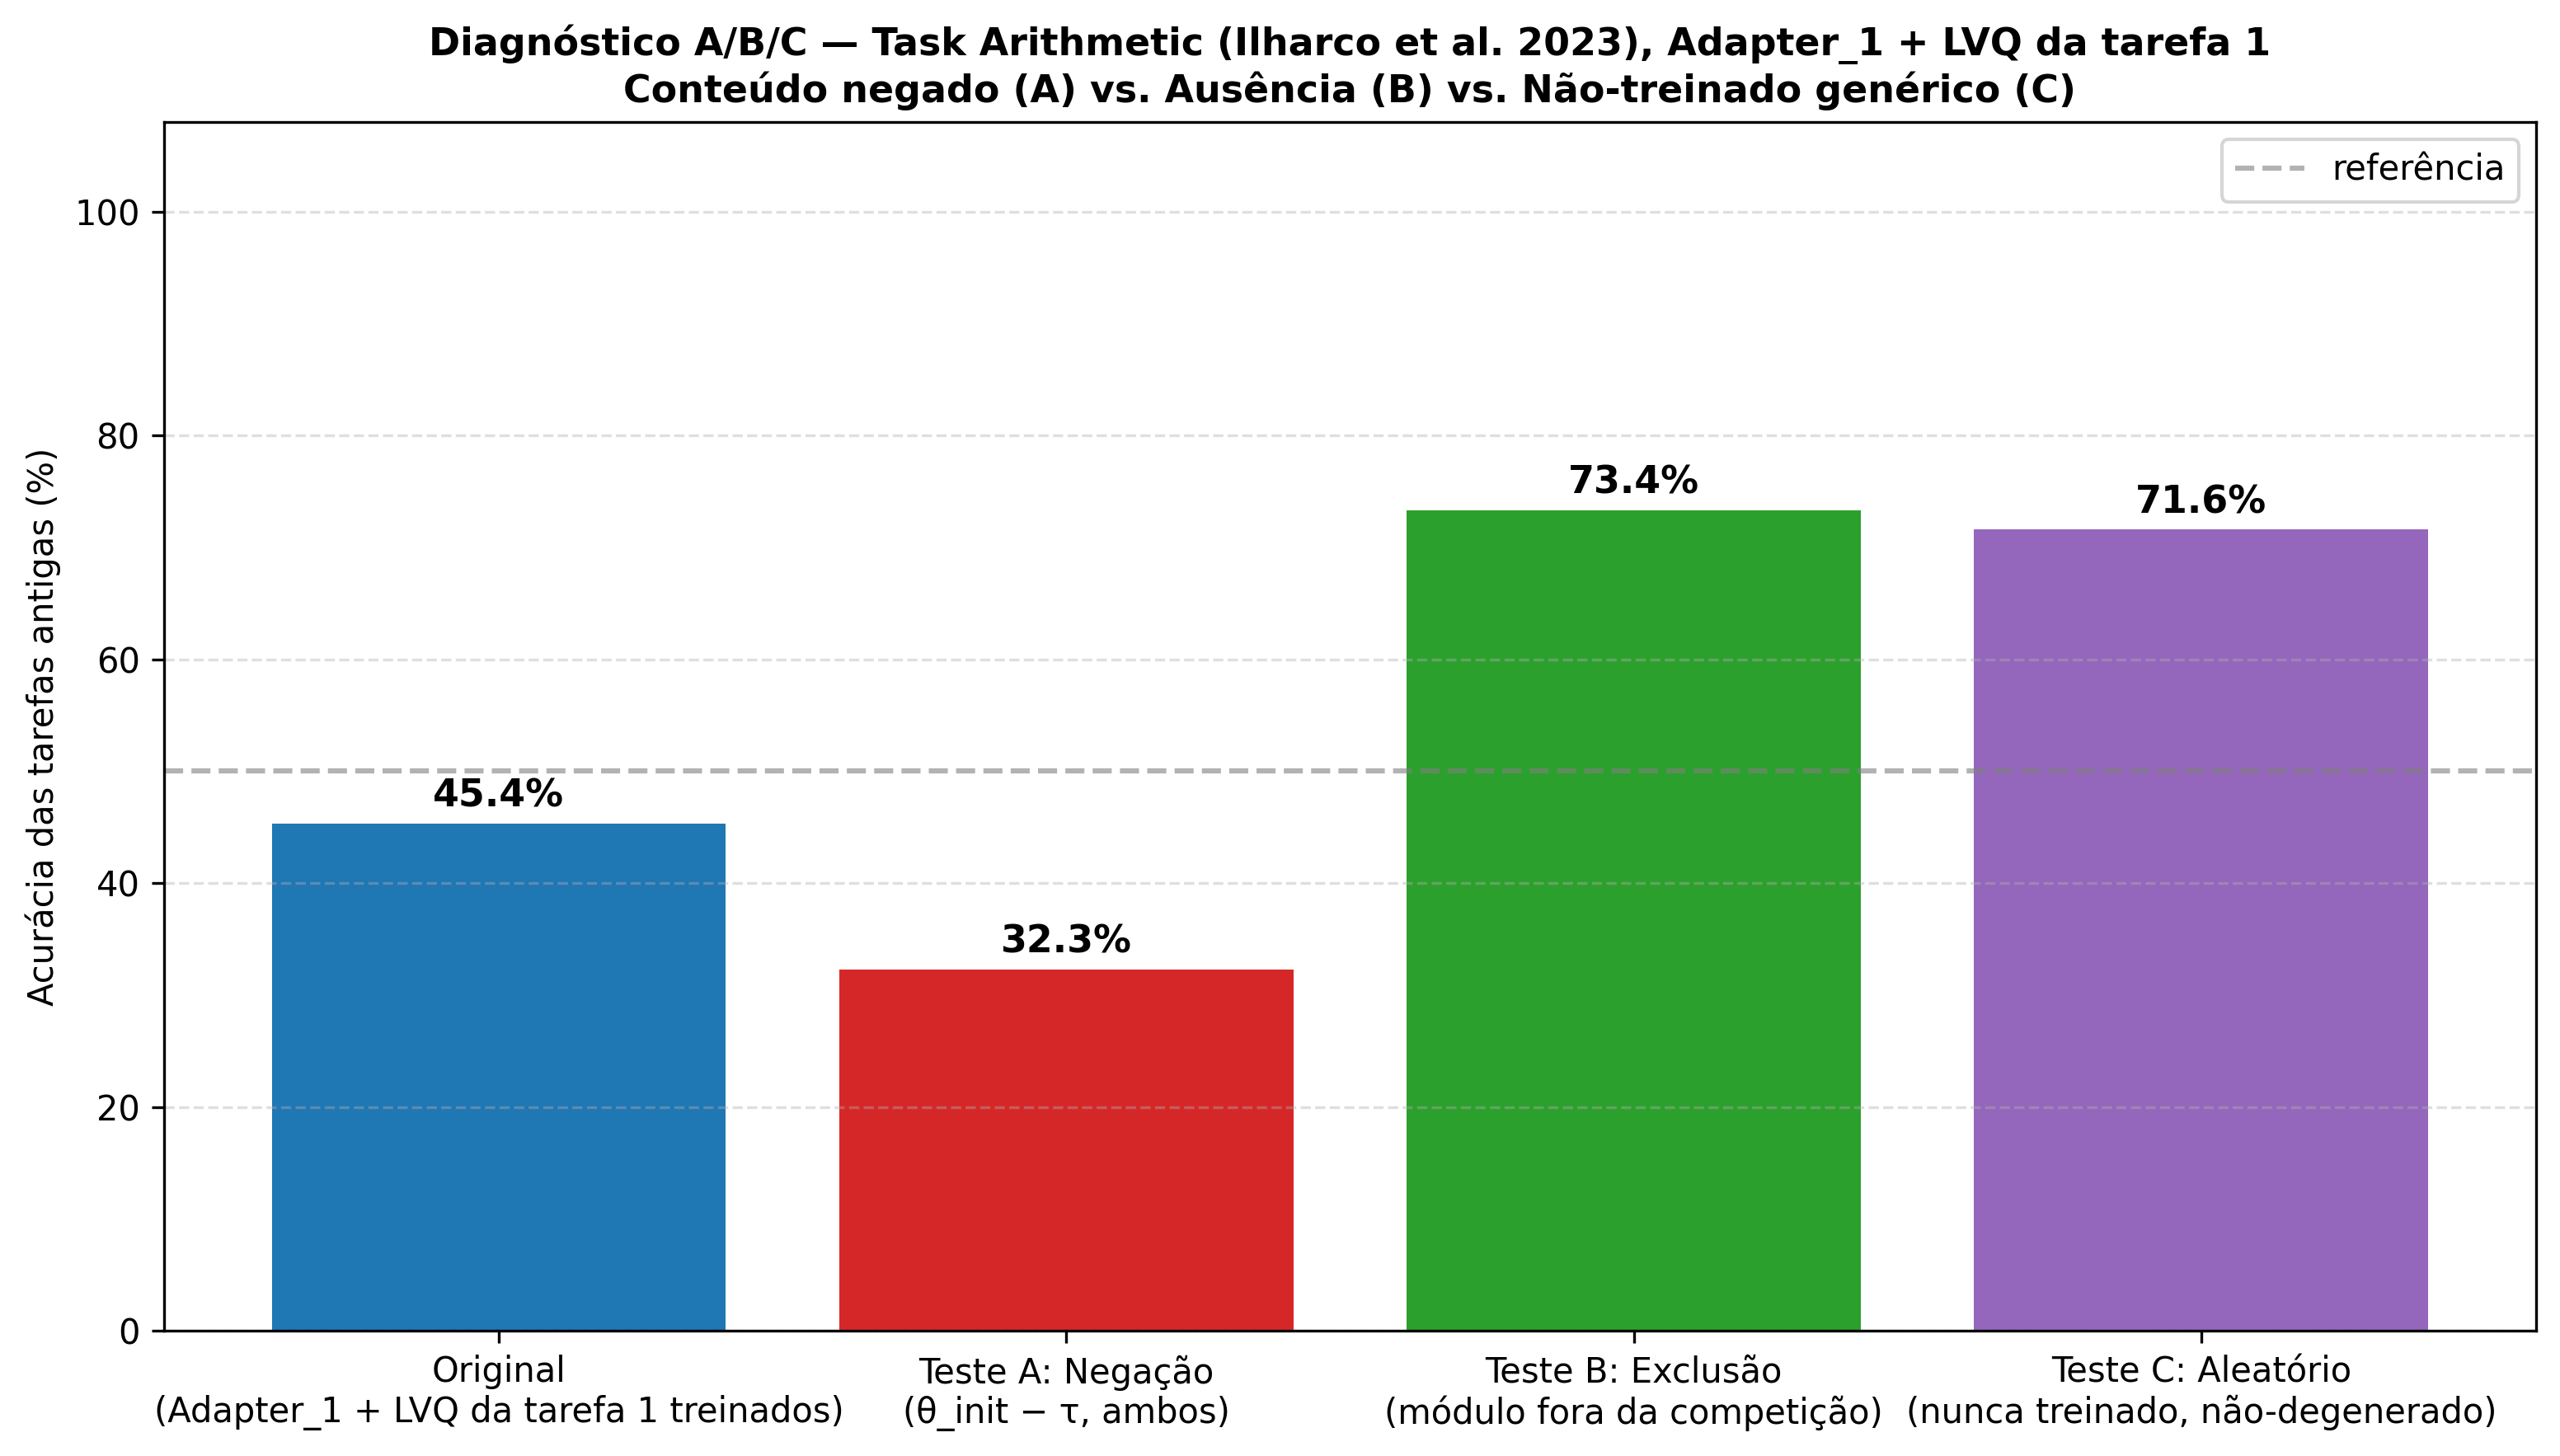 Diagnóstico A/B/C — Task Arithmetic (Ilharco et al. 2023), Adapter_1 + LVQ da tarefa 1
Conteúdo negado (A) vs. Ausência (B) vs. Não-treinado genérico (C)
referência
Acurácia das tarefas antigas (%)
100
80
60
40
20
0
45.4%
32.3%
73.4%
71.6%
Original
(Adapter_1 + LVQ da tarefa 1 treinados)
Teste A: Negação
(θ_init − τ, ambos)
Teste B: Exclusão
(módulo fora da competição)
Teste C: Aleatório
(nunca treinado, não-degenerado)